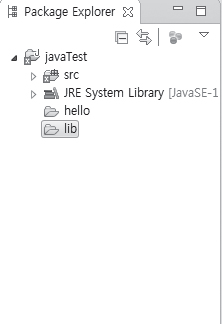 Package Explorer
javaTest
src
JRE System Library [JavaSE-1
hello
lib